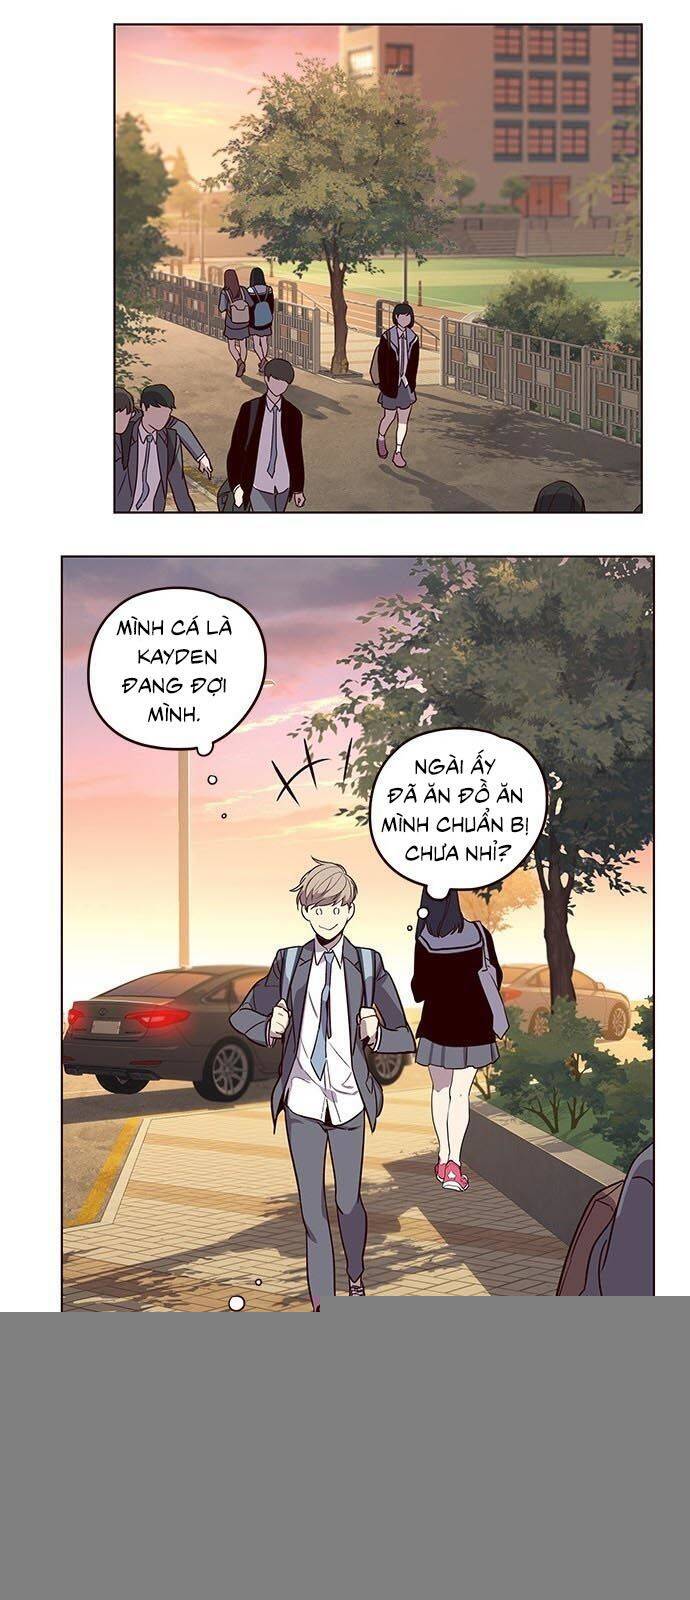 MÌNH CÁ LÀ
KAYDEN
ĐANG ĐỢI
MÌNH.
NGÀI ẤY
ĐÃ ĂN ĐỒ ĂN
MÌNH CHUẨN BỊ
CHƯA NHỈ?